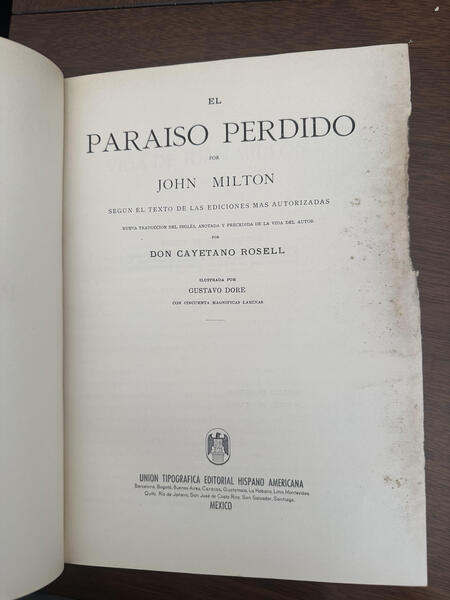 EL
PARAISO PERDIDO
POR
JOHN MILTON
SEGUN EL TEXTO DE LAS EDICIONES MAS AUTORIZADAS
NUEVA TRADUCCION DEL INGLÉS, ANOTADA Y PRECEDIDA DE LA VIDA DEL AUTOR
POR
DON CAYETANO ROSELL
ILUSTRADA POR
GUSTAVO DORE
CON CINCUENTA MAGNIFICAS LAMINAS
UNION TIPOGRAFICA EDITORIAL HISPANO AMERICANA
Barcelona, Bogotá, Buenos Aires, Caracas, Guatemala, La Habana, Lima, Montevideo,
Quito, Río de Janeiro, San José de Costa Rica, San Salvador, Santiago.
MEXICO